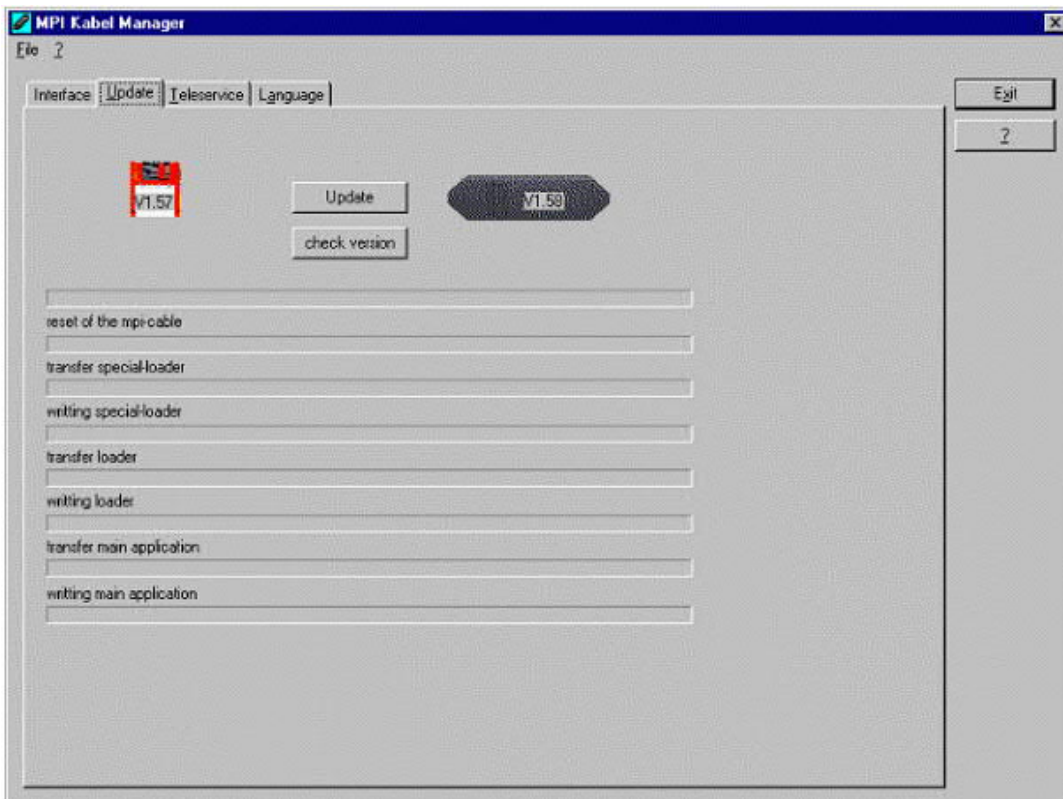 MPI Kabel Manager
File ?
Interface Update Teleservice Language
Exit
?
V1.57 Update V1.58
check version
reset of the mpi-cable
transfer special-loader
writting special-loader
transfer loader
writting loader
transfer main application
writting main application